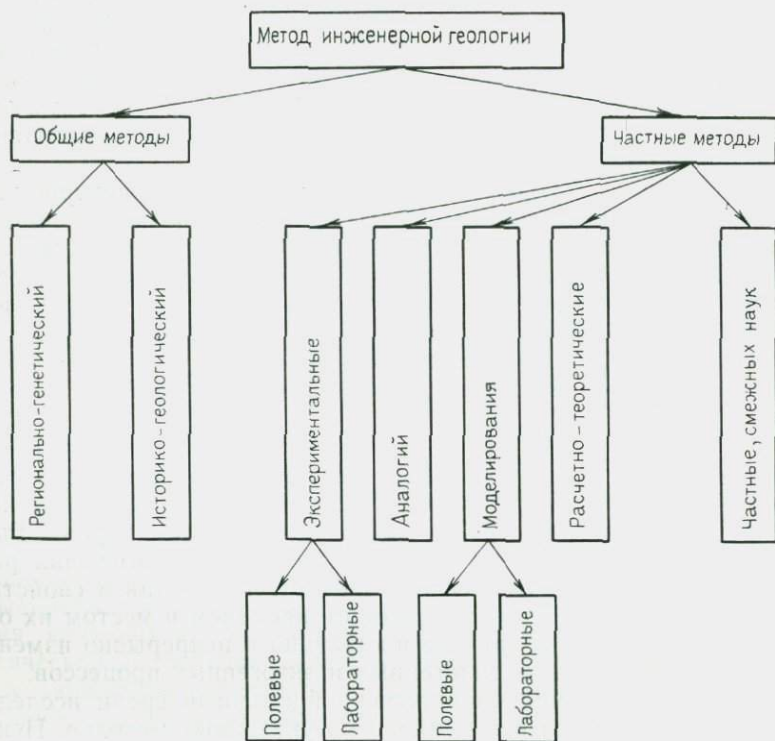 Метод инженерной геологии
Общие методы
Частные методы
Регионально-генетический
Историко-геологический
Экспериментальные
Аналогий
Моделирования
Расчетно-теоретические
Частные, смежных наук
Полевые
Лабораторные
Полевые
Лабораторные